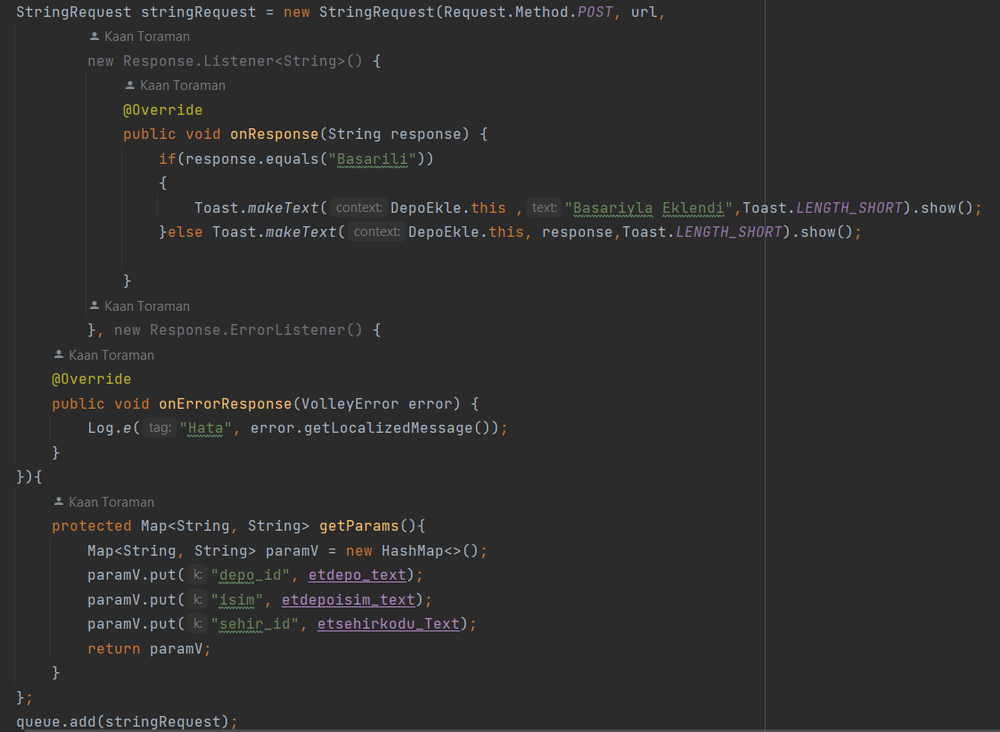 StringRequest stringRequest = new StringRequest(Request.Method.POST, url,
Kaan Toraman
new Response.Listener<String>() {
Kaan Toraman
@Override
public void onResponse(String response) {
if(response.equals("Basarili"))
{
Toast.makeText( context: DepoEkle.this , text: "Basariyla Eklendi",Toast.LENGTH_SHORT).show();
}else Toast.makeText( context: DepoEkle.this, response,Toast.LENGTH_SHORT).show();
}
Kaan Toraman
}, new Response.ErrorListener() {
Kaan Toraman
@Override
public void onErrorResponse(VolleyError error) {
Log.e( tag: "Hata", error.getLocalizedMessage());
}
}){
Kaan Toraman
protected Map<String, String> getParams(){
Map<String, String> paramV = new HashMap<>();
paramV.put( k: "depo_id", etdepo_text);
paramV.put( k: "isim", etdepoisim_text);
paramV.put( k: "sehir_id", etsehirkodu_Text);
return paramV;
}
};
queue.add(stringRequest);